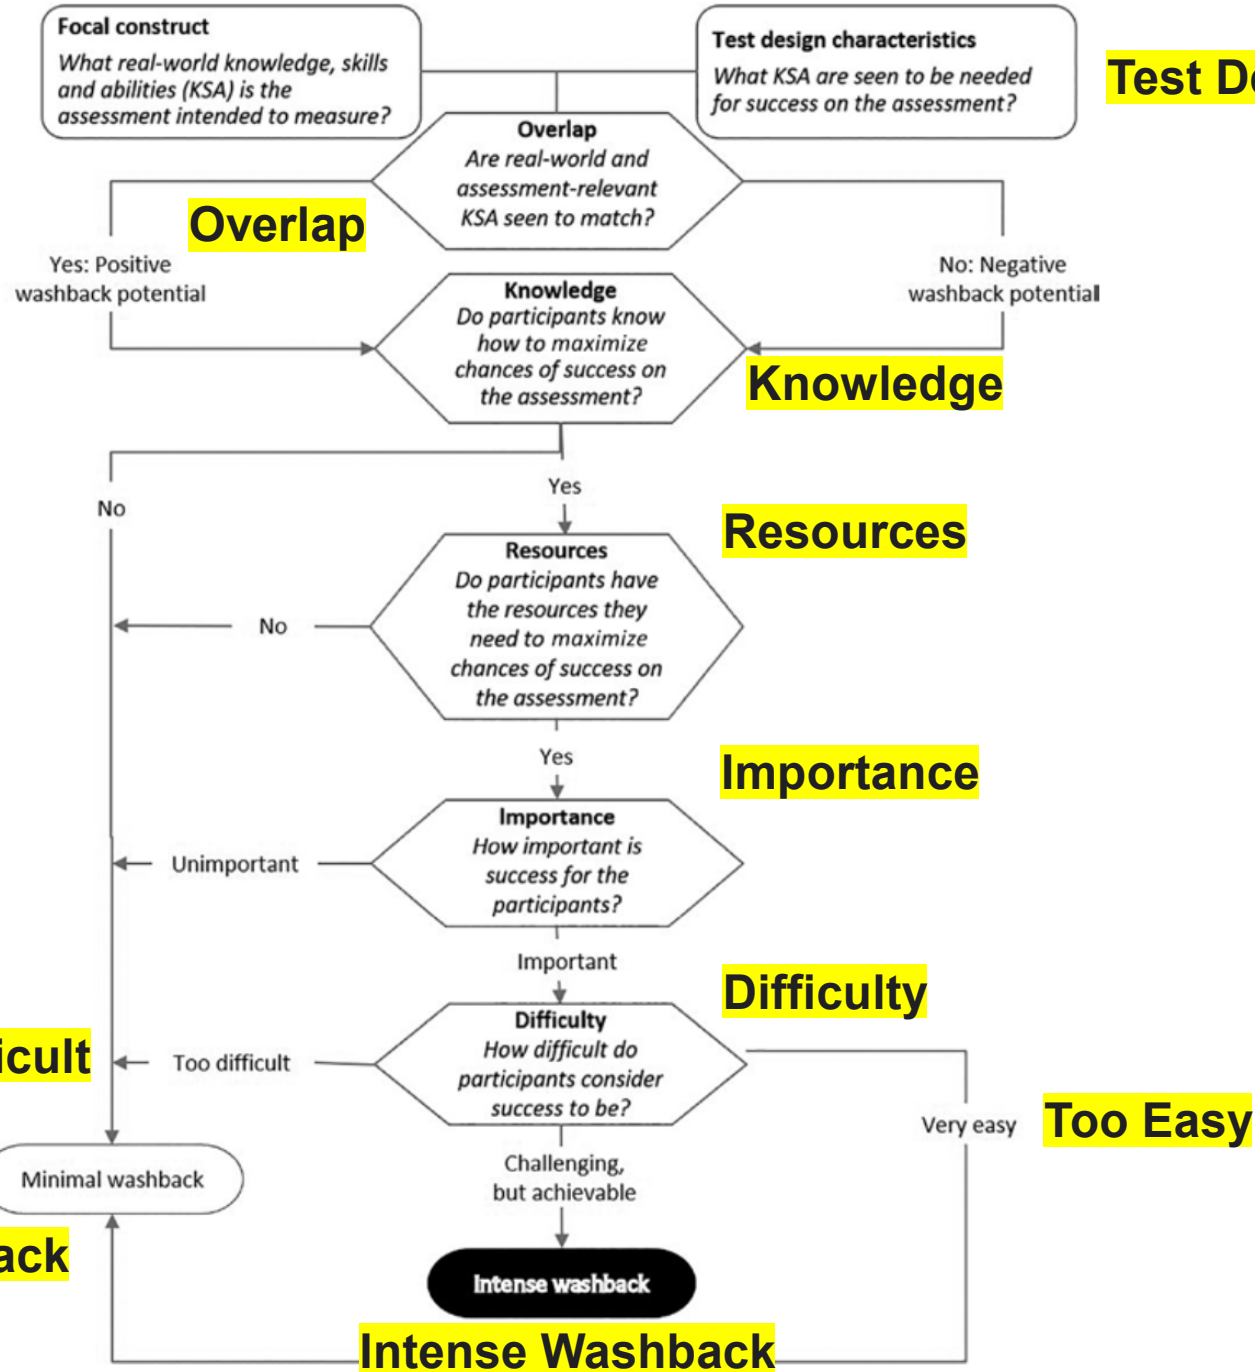 Focal construct
What real-world knowledge, skills
and abilities (KSA) is the
assessment intended to measure?
Test design characteristics
What KSA are seen to be needed
for success on the assessment?
Test De
Overlap
Are real-world and
assessment-relevant
KSA seen to match?
Overlap
Yes: Positive
washback potential
No: Negative
washback potential
Knowledge
Do participants know
how to maximize
chances of success on
the assessment?
Knowledge
No
Yes
Resources
Resources
Do participants have
the resources they
need to maximize
chances of success on
the assessment?
No
Yes
Importance
Importance
How important is
success for the
participants?
Unimportant
Important
Difficulty
Difficulty
How difficult do
participants consider
success to be?
icult
Too difficult
Very easy
Too Easy
Challenging,
but achievable
Minimal washback
ack
Intense washback
Intense Washback